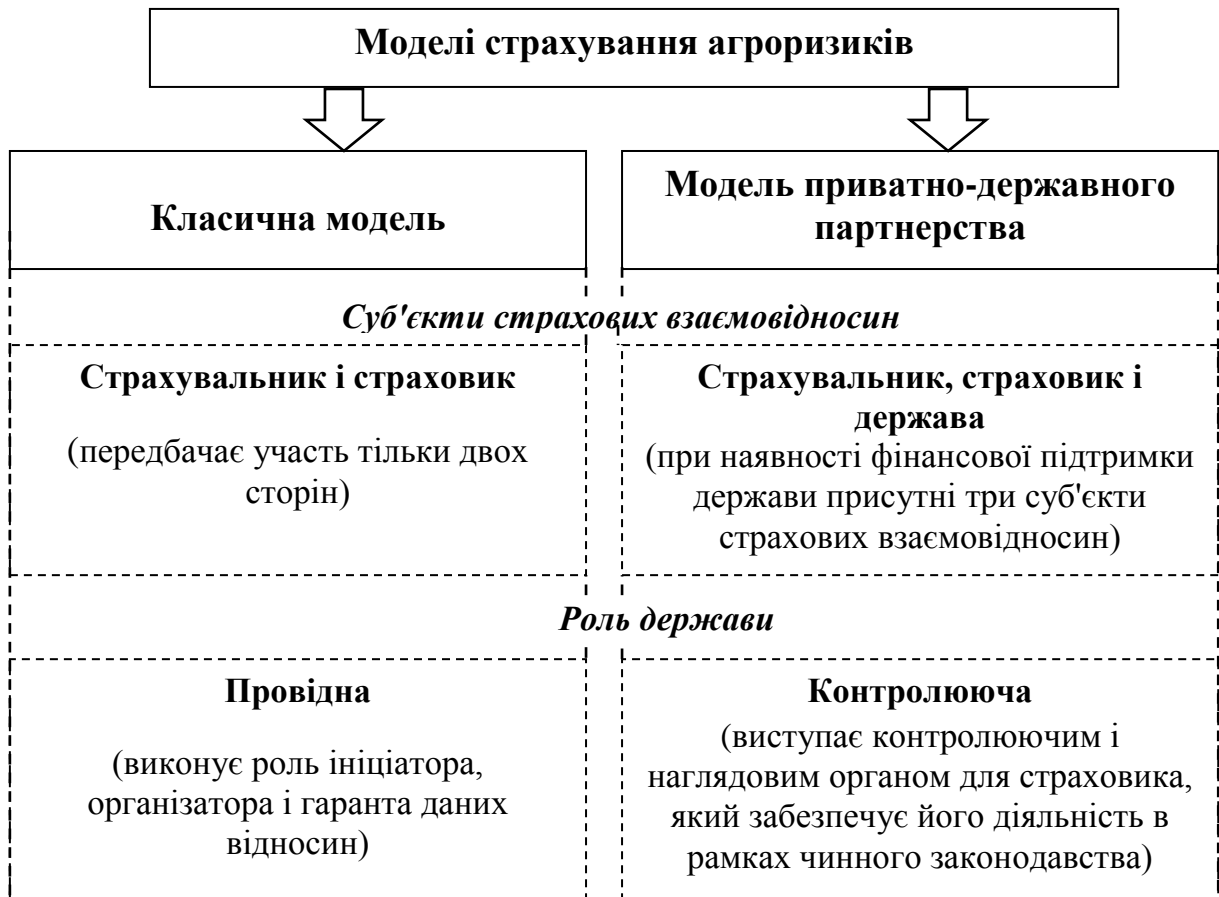 Моделі страхування агроризиків
Класична модель
Модель приватно-державного
партнерства
Суб'єкти страхових взаємовідносин
Страхувальник і страховик
(передбачає участь тільки двох
сторін)
Страхувальник, страховик і
держава
(при наявності фінансової підтримки
держави присутні три суб'єкти
страхових взаємовідносин)
Роль держави
Провідна
(виконує роль ініціатора,
організатора і гаранта даних
відносин)
Контролююча
(виступає контролюючим і
наглядовим органом для страховика,
який забезпечує його діяльність в
рамках чинного законодавства)